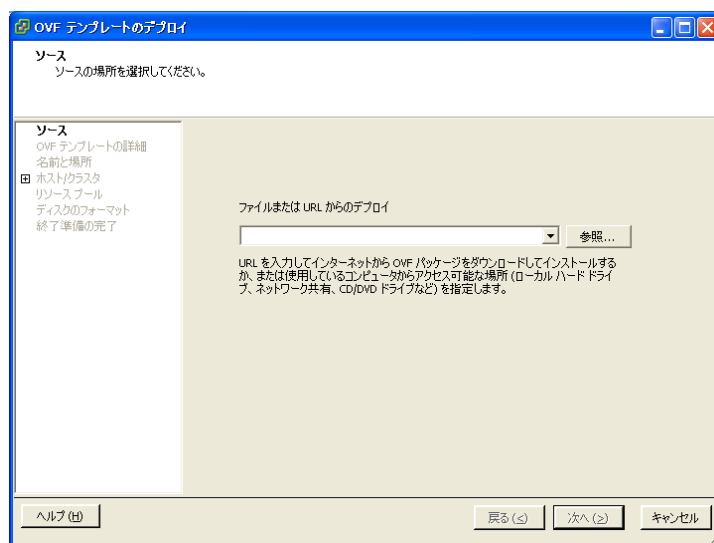 OVF テンプレートのデプロイ
ソース
ソースの場所を選択してください。
ソース
OVF テンプレートの詳細
名前と場所
ホスト/クラスタ
リソース プール
ディスクのフォーマット
終了準備の完了
ファイルまたは URL からのデプロイ
参照...
URL を入力してインターネットから OVF パッケージをダウンロードしてインストールする
か、または使用しているコンピュータからアクセス可能な場所 (ローカル ハード ドライ
ブ、ネットワーク共有、CD/DVD ドライブなど) を指定します。
ヘルプ(H)
戻る(≤)
次へ(≥)
キャンセル